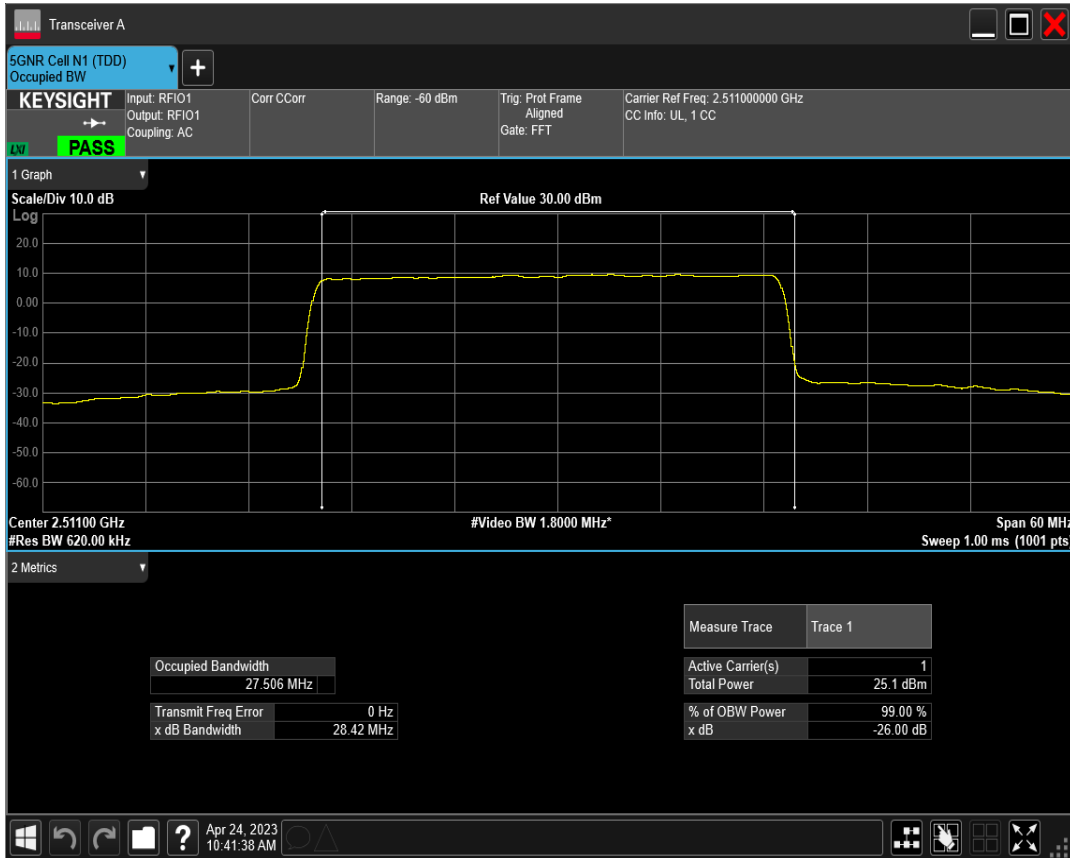 Transceiver A
5GNR Cell N1 (TDD)
Occupied BW
+
KEYSIGHT
LXI
PASS
Input: RFIO1
Output: RFIO1
Coupling: AC
Corr CCorr
Range: -60 dBm
Trig: Prot Frame
Aligned
Gate: FFT
Carrier Ref Freq: 2.511000000 GHz
CC Info: UL, 1 CC
1 Graph
Scale/Div 10.0 dB
Ref Value 30.00 dBm
Log
20.0
10.0
0.00
-10.0
-20.0
-30.0
-40.0
-50.0
-60.0
Center 2.51100 GHz
#Video BW 1.8000 MHz*
Span 60 MHz
#Res BW 620.00 kHz
Sweep 1.00 ms (1001 pts)
2 Metrics
Measure Trace Trace 1
Occupied Bandwidth
27.506 MHz
Active Carrier(s) 1
Total Power 25.1 dBm
Transmit Freq Error 0 Hz
x dB Bandwidth 28.42 MHz
% of OBW Power 99.00 %
x dB -26.00 dB
?
Apr 24, 2023
10:41:38 AM